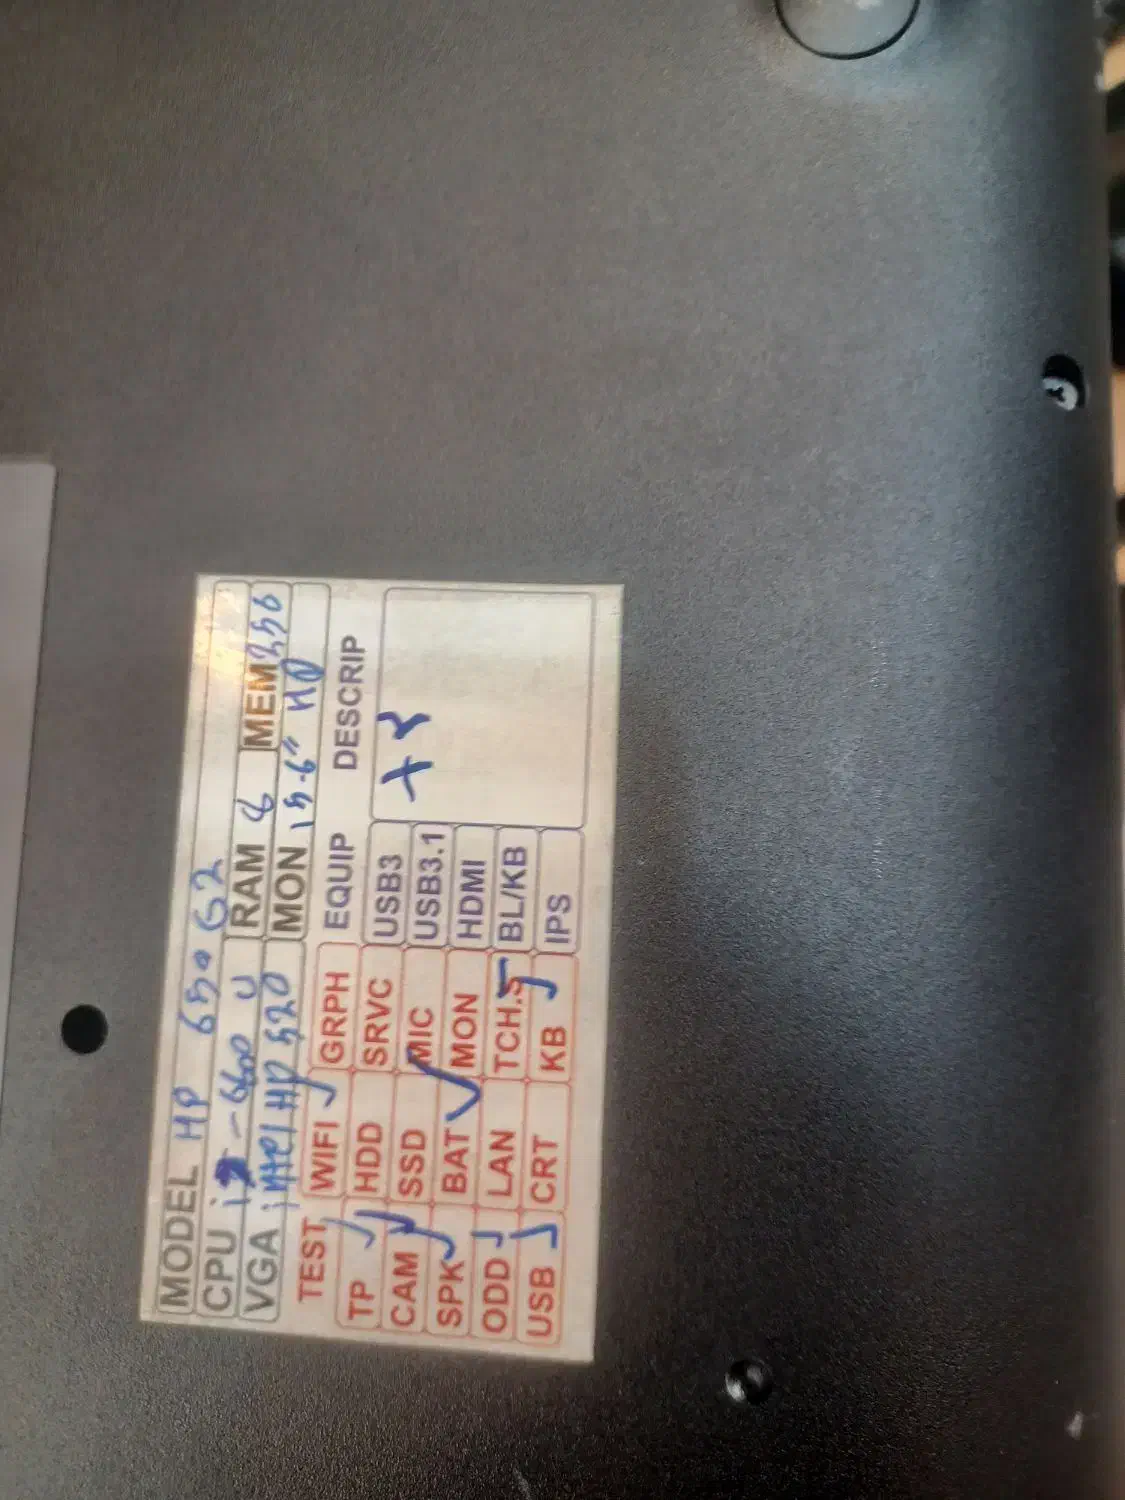 MODEL HP 650 G2
CPU i7-6600 U RAM 8 MEM 256
VGA intel HD 520 MON 15.6" HD
TEST WIFI GRPH EQUIP DESCRIP
TP HDD SRVC USB3
CAM SSD MIC USB3.1
SPK BAT MON HDMI
ODD LAN TCH.S BL/KB
USB CRT KB IPS